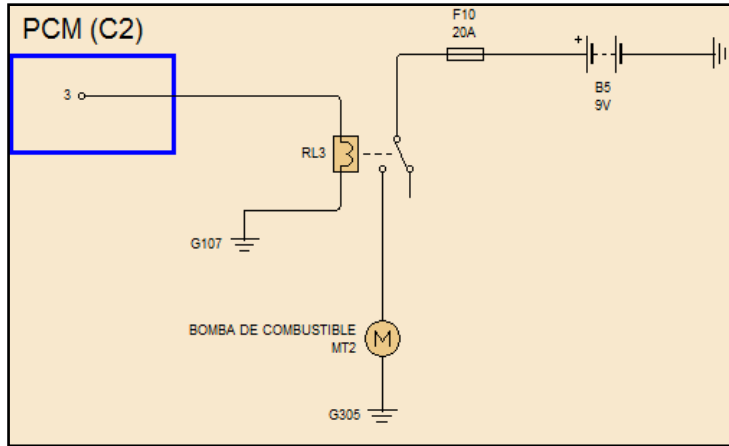 PCM (C2)
F10
20A
+
B5
9V
3
RL3
G107
BOMBA DE COMBUSTIBLE
MT2
M
G305